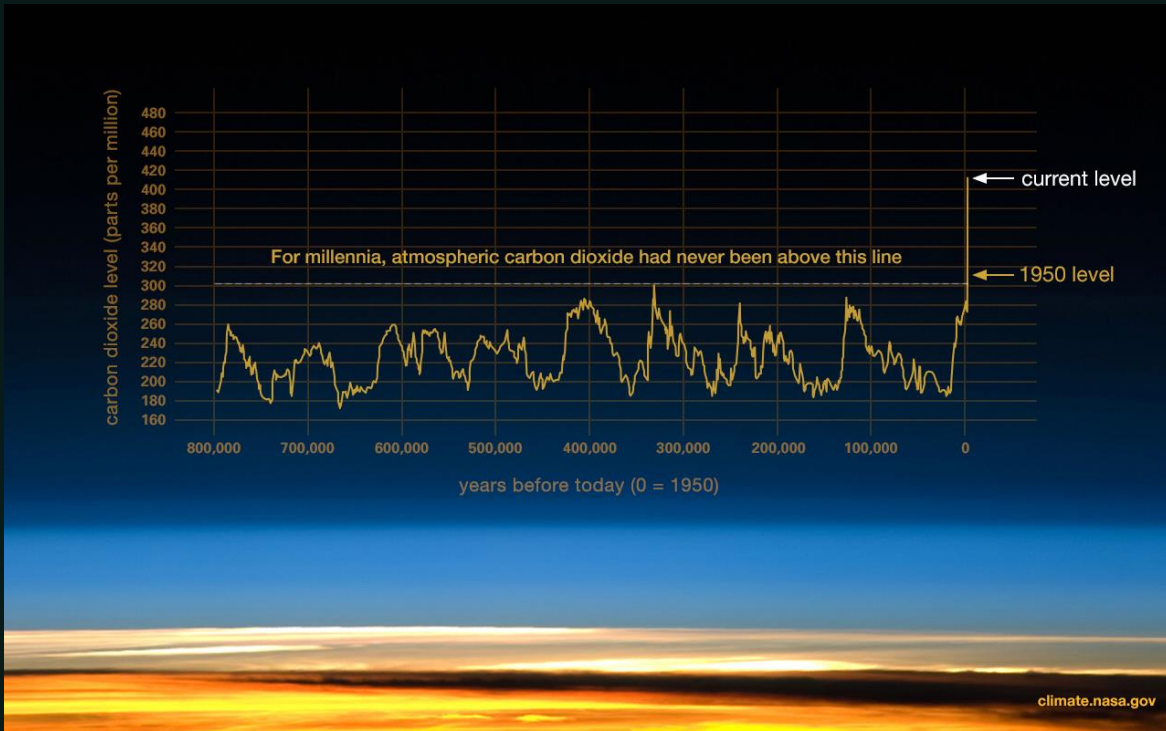 carbon dioxide level (parts per million)
480
460
440
420
400
380
360
340
320
300
280
260
240
220
200
180
160
current level
For millennia, atmospheric carbon dioxide had never been above this line
1950 level
800,000 700,000 600,000 500,000 400,000 300,000 200,000 100,000 0
years before today (0 = 1950)
climate.nasa.gov